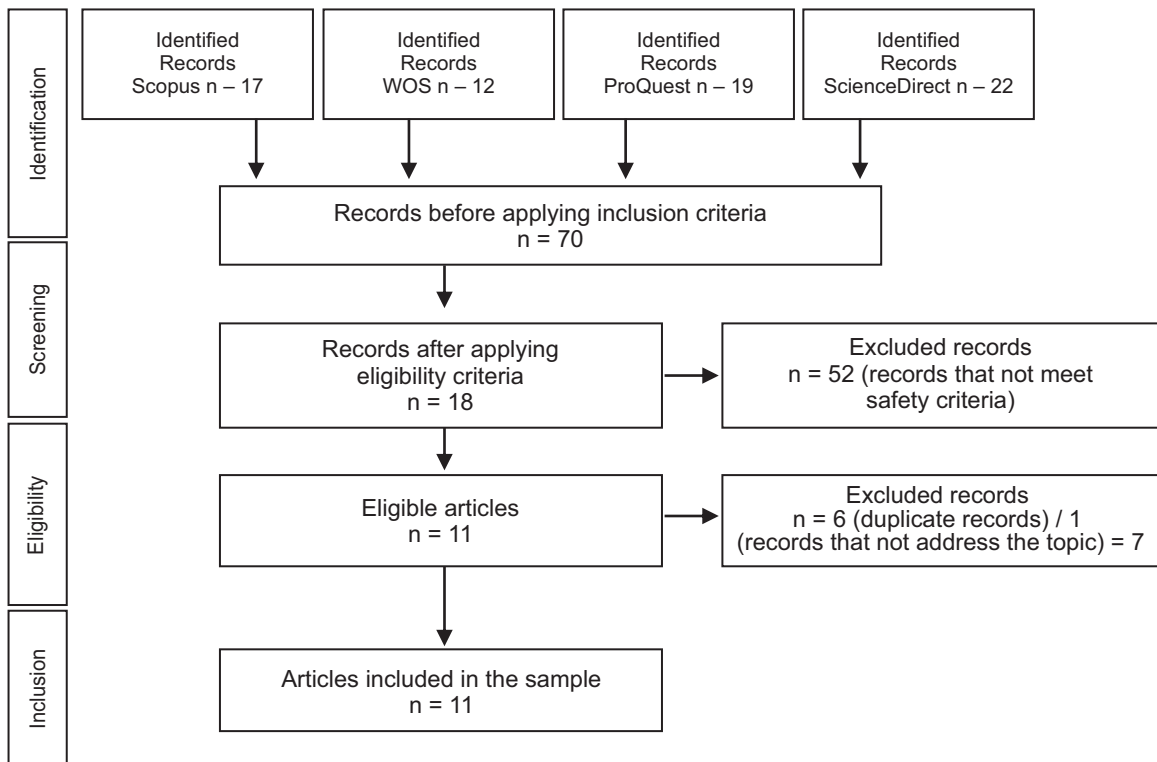 Identification
Identified
Records
Scopus n – 17
Identified
Records
WOS n – 12
Identified
Records
ProQuest n – 19
Identified
Records
ScienceDirect n – 22
Records before applying inclusion criteria
n = 70
Screening
Records after applying
eligibility criteria
n = 18
Excluded records
n = 52 (records that not meet
safety criteria)
Eligibility
Eligible articles
n = 11
Excluded records
n = 6 (duplicate records) / 1
(records that not address the topic) = 7
Inclusion
Articles included in the sample
n = 11